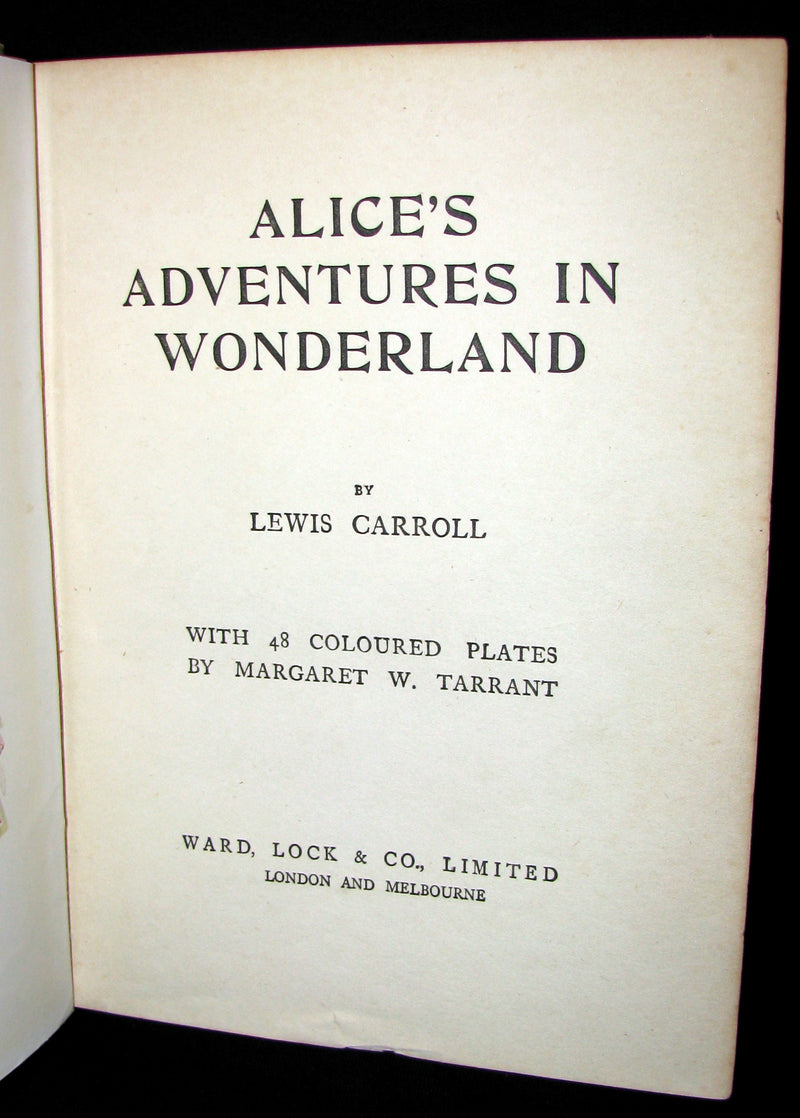 ALICE'S
ADVENTURES IN
WONDERLAND
BY
LEWIS CARROLL
WITH 48 COLOURED PLATES
BY MARGARET W. TARRANT
WARD, LOCK & CO., LIMITED
LONDON AND MELBOURNE